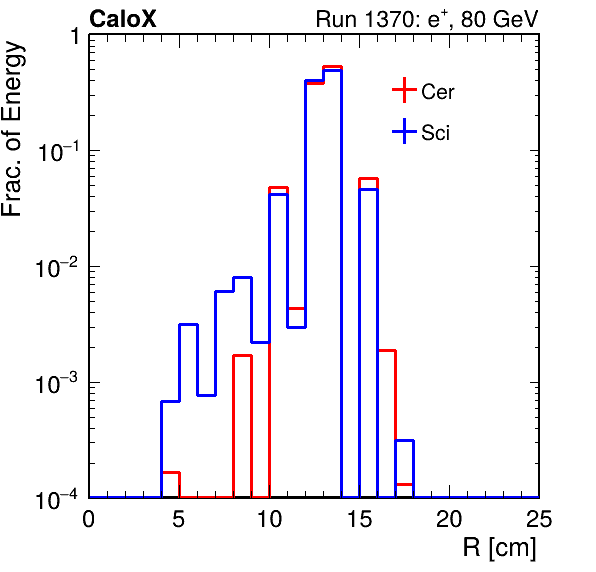 CaloX Run 1370: e⁺, 80 GeV
Frac. of Energy
1
10⁻¹
10⁻²
10⁻³
10⁻⁴
Cer
Sci
0 5 10 15 20 25
R [cm]